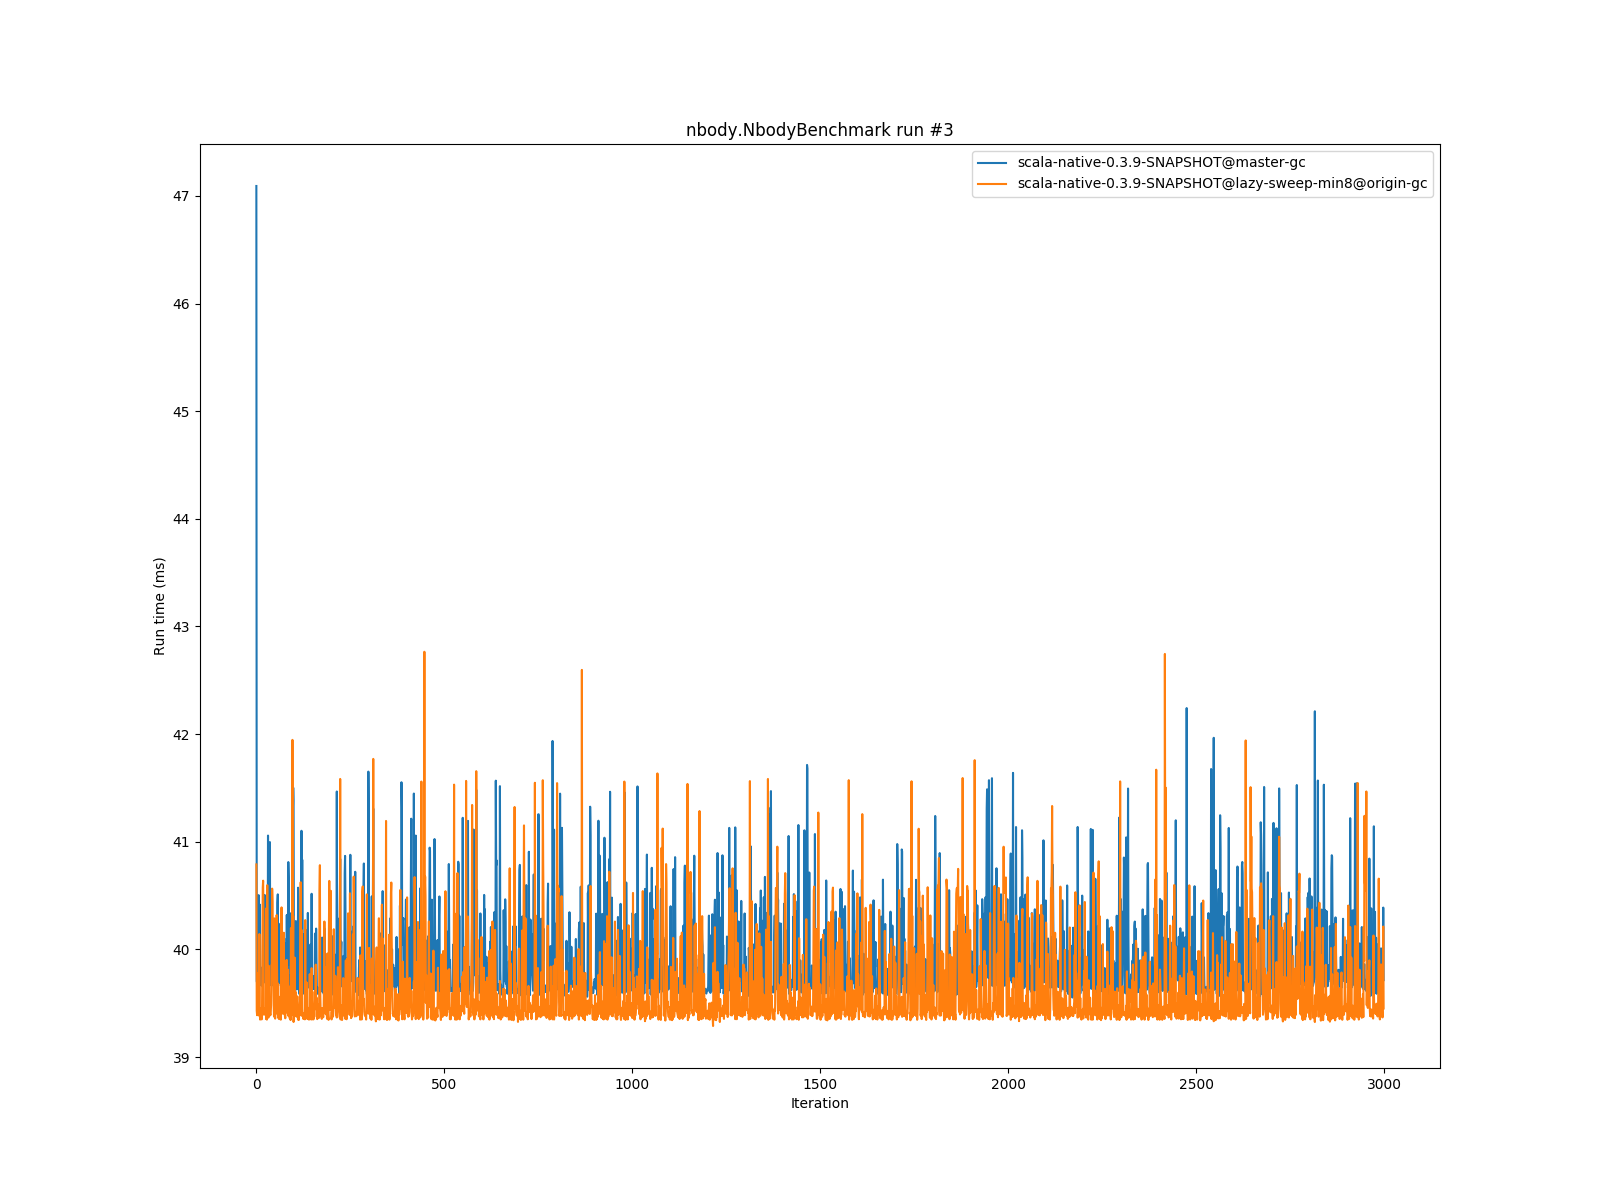 nbody.NbodyBenchmark run #3
scala-native-0.3.9-SNAPSHOT@master-gc
scala-native-0.3.9-SNAPSHOT@lazy-sweep-min8@origin-gc
47
46
45
44
43
42
41
40
39
Run time (ms)
0 500 1000 1500 2000 2500 3000
Iteration